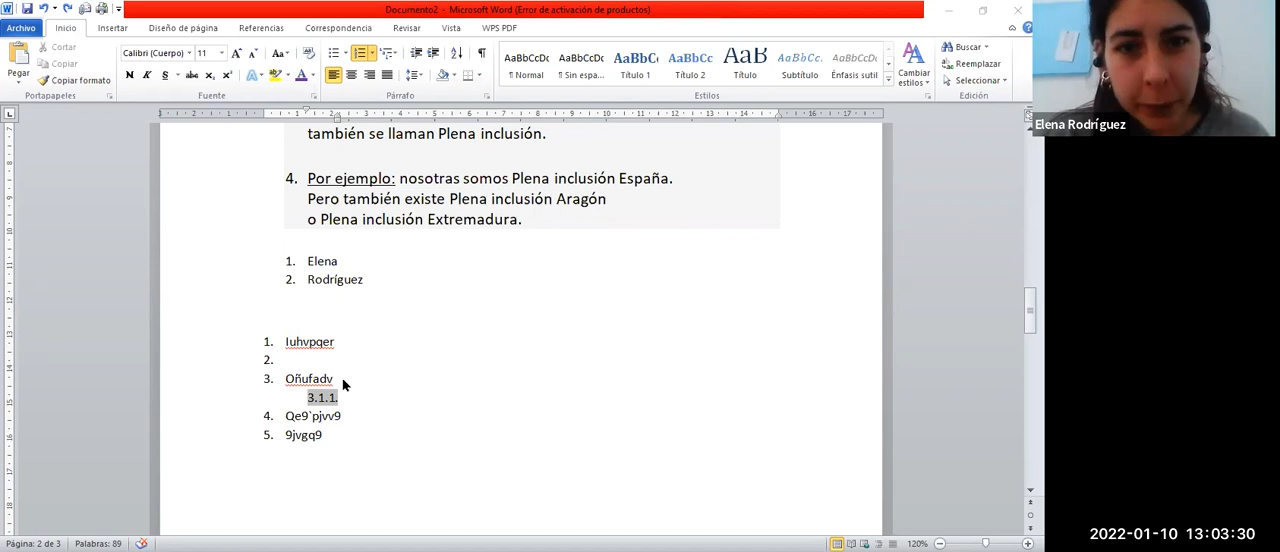 Documento2 - Microsoft Word (Error de activación de productos)
Archivo Inicio Insertar Diseño de página Referencias Correspondencia Revisar Vista WPS PDF
Pegar
Cortar
Copiar
Copiar formato
Portapapeles
Calibri (Cuerpo) 11
N K S abc x₂ x² A
Fuente
Párrafo
AaBbCcDc AaBbCcDc AaBbC AaBbCc AaB AaBbCc. AaBbCcDc
¶ Normal ¶ Sin espa... Título 1 Título 2 Título Subtítulo Énfasis sutil
Cambiar estilos
Estilos
Buscar
Reemplazar
Seleccionar
Edición
Elena Rodríguez
también se llaman Plena inclusión.
4. Por ejemplo: nosotras somos Plena inclusión España.
Pero también existe Plena inclusión Aragón
o Plena inclusión Extremadura.
1. Elena
2. Rodríguez
1. Iuhvpqer
2.
3. Oñufadv
3.1.1.
4. Qe9`pjvv9
5. 9jvgq9
Página: 2 de 3 Palabras: 89 120%
2022-01-10 13:03:30